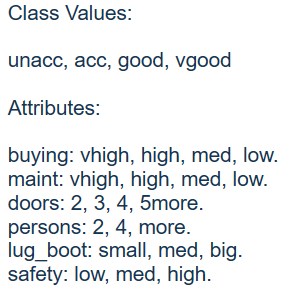 Class Values:
unacc, acc, good, vgood
Attributes:
buying: vhigh, high, med, low.
maint: vhigh, high, med, low.
doors: 2, 3, 4, 5more.
persons: 2, 4, more.
lug_boot: small, med, big.
safety: low, med, high.